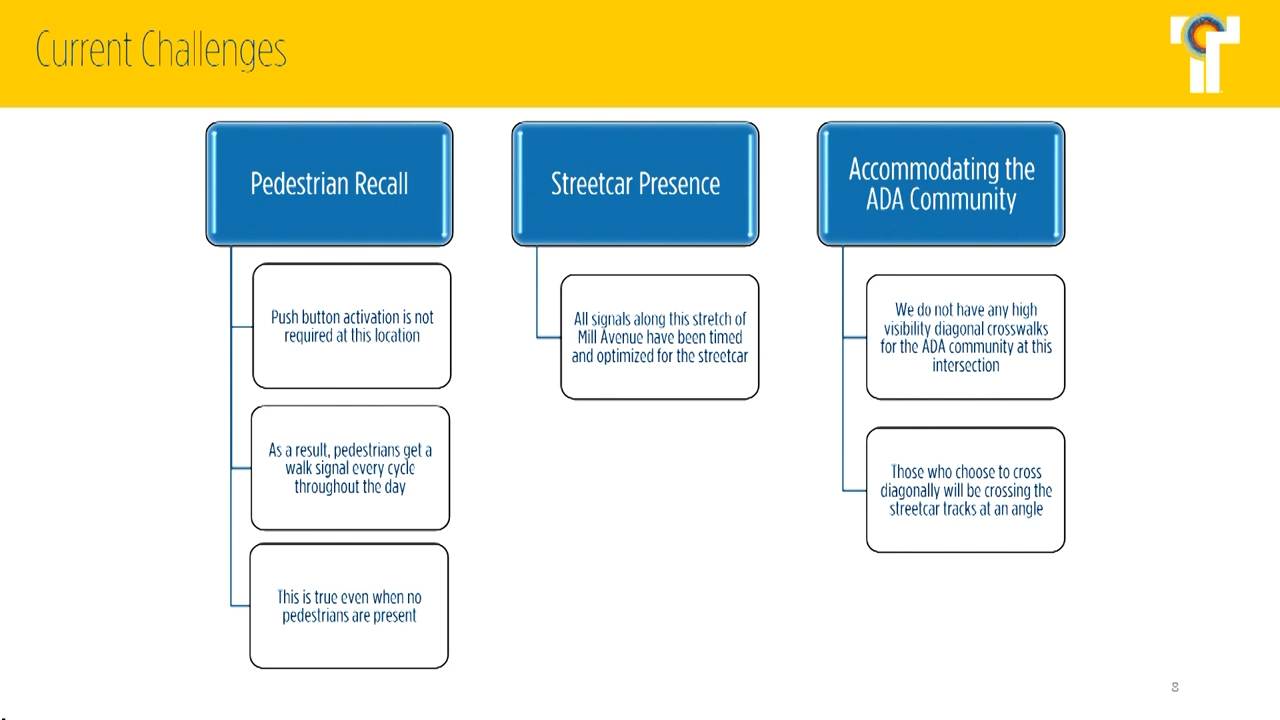 Current Challenges
Pedestrian Recall
Push button activation is not
required at this location
As a result, pedestrians get a
walk signal every cycle
throughout the day
This is true even when no
pedestrians are present
Streetcar Presence
All signals along this stretch of
Mill Avenue have been timed
and optimized for the streetcar
Accommodating the
ADA Community
We do not have any high
visibility diagonal crosswalks
for the ADA community at this
intersection
Those who choose to cross
diagonally will be crossing the
streetcar tracks at an angle
8